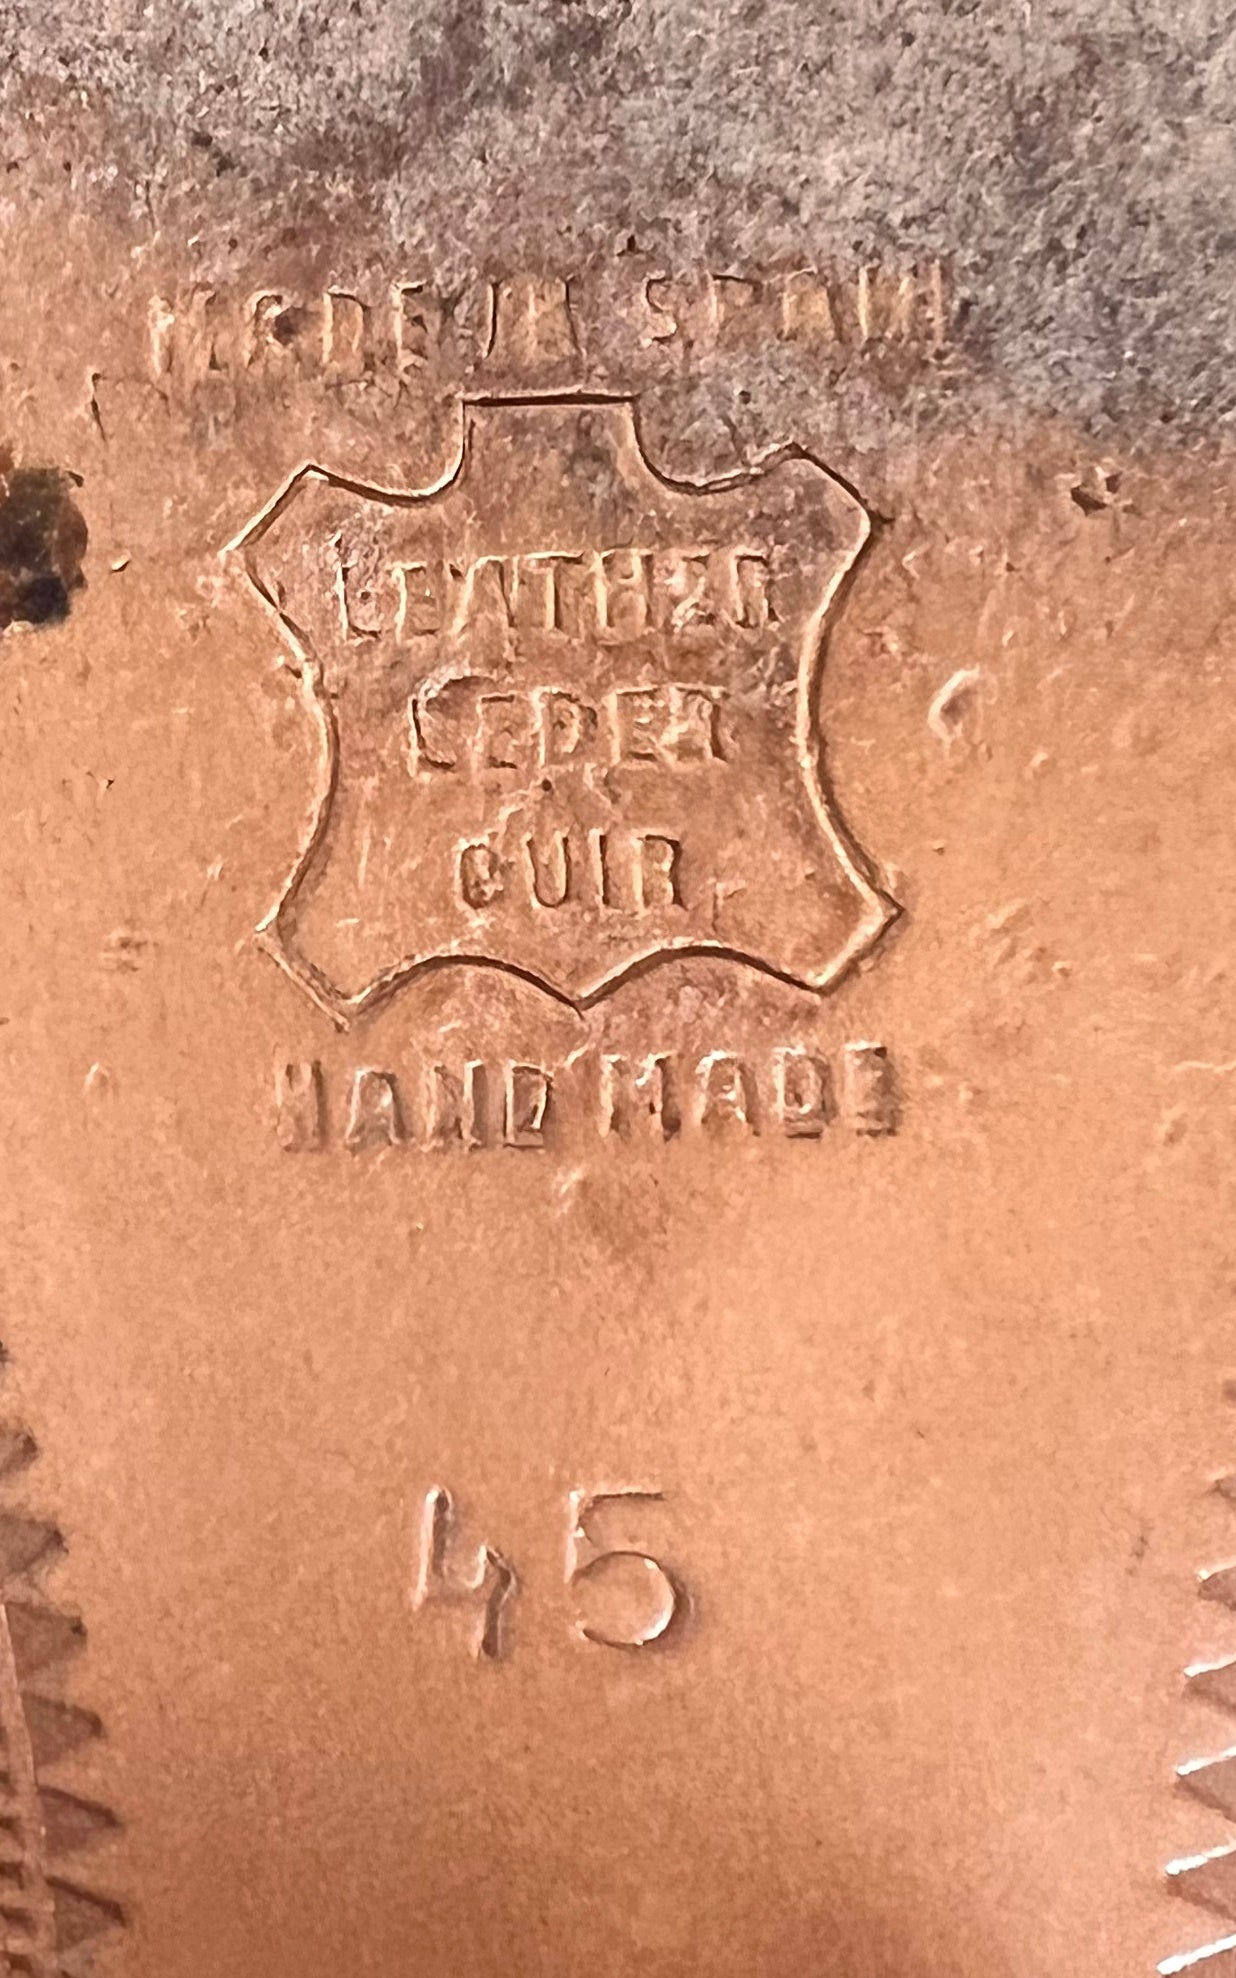 MADE IN SPAIN
LEATHER
LEDER
CUIR
HAND MADE
45